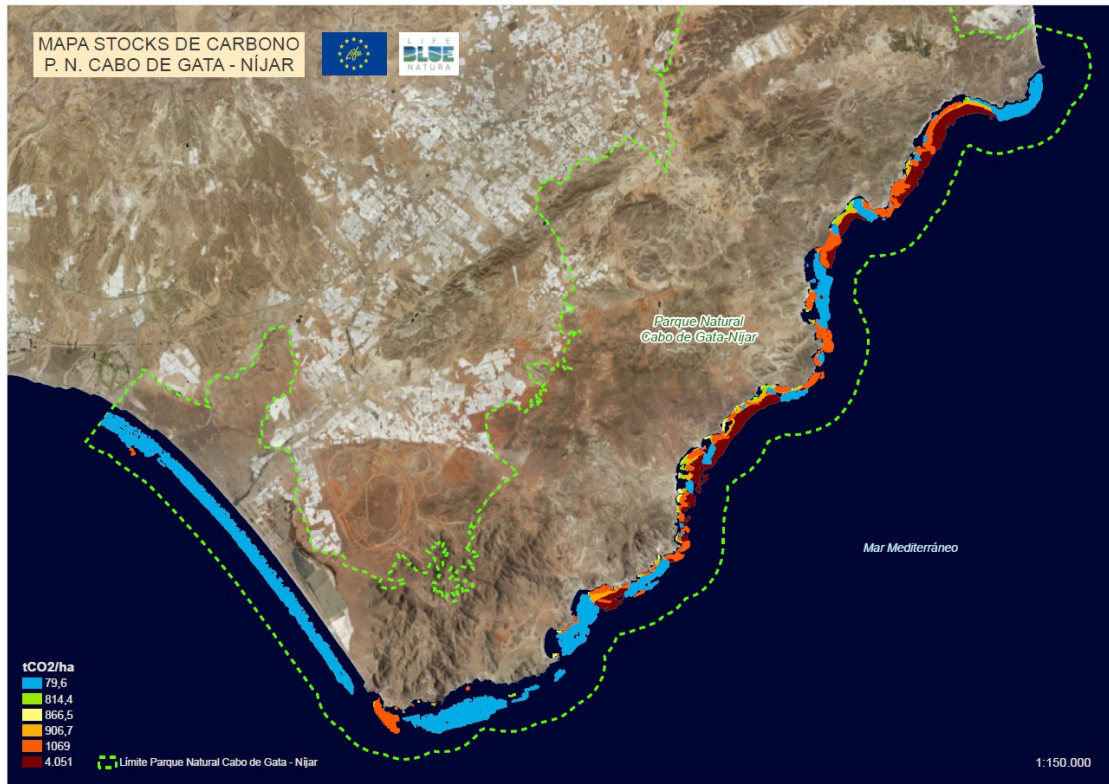 MAPA STOCKS DE CARBONO
P. N. CABO DE GATA - NÍJAR
Life
LIFE
BLUE
NATURA
Parque Natural
Cabo de Gata-Níjar
Mar Mediterráneo
tCO2/ha
79,6
814,4
866,5
906,7
1069
4.051
Límite Parque Natural Cabo de Gata - Níjar
1:150.000